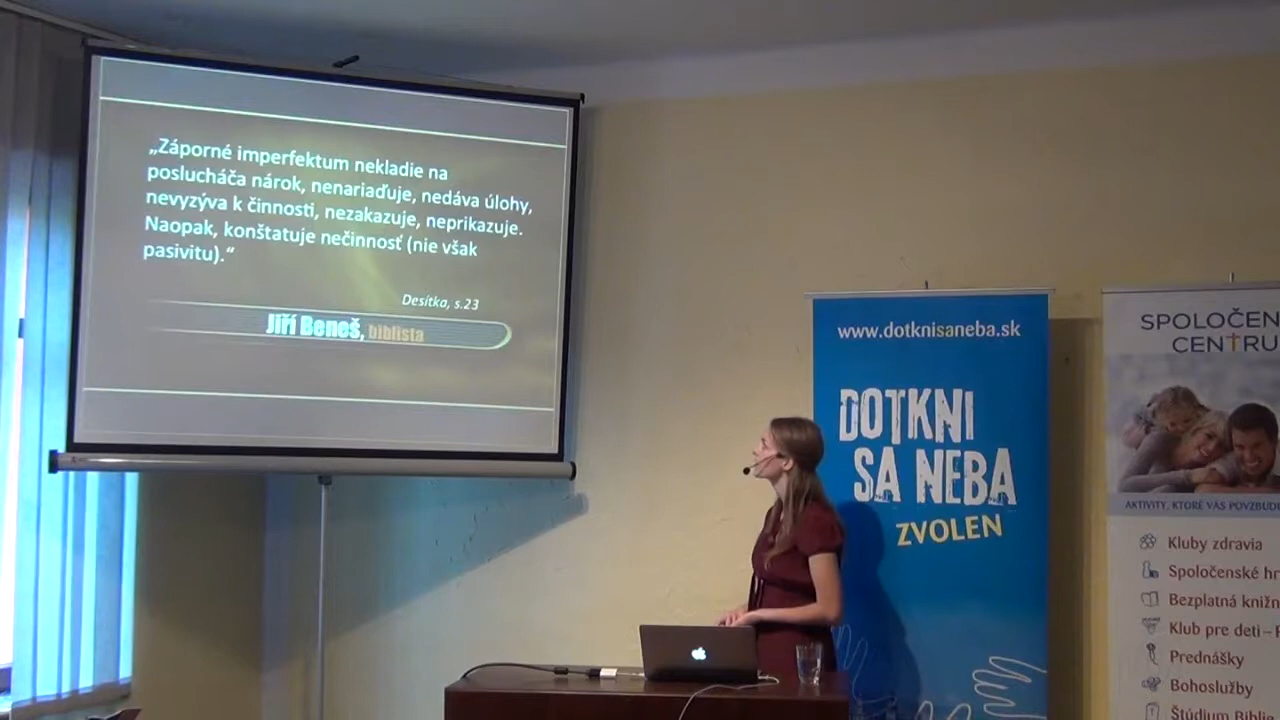 „Záporné imperfektum nekladie na
poslucháča nárok, nenariaďuje, nedáva úlohy,
nevyzýva k činnosti, nezakazuje, neprikazuje.
Naopak, konštatuje nečinnosť (nie však
pasivitu).“
Desítka, s.23
Jiří Beneš, biblista
www.dotknisaneba.sk
DOTKNI
SA NEBA
ZVOLEN
SPOLOČEN
CENTRU
AKTIVITY, KTORÉ VÁS POVZBUD
Kluby zdravia
Spoločenské hr
Bezplatná knižn
Klub pre deti –
Prednášky
Bohoslužby
Štúdium Biblie